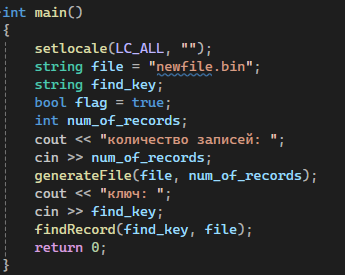 int main()
{
setlocale(LC_ALL, "");
string file = "newfile.bin";
string find_key;
bool flag = true;
int num_of_records;
cout << "количество записей: ";
cin >> num_of_records;
generateFile(file, num_of_records);
cout << "ключ: ";
cin >> find_key;
findRecord(find_key, file);
return 0;
}